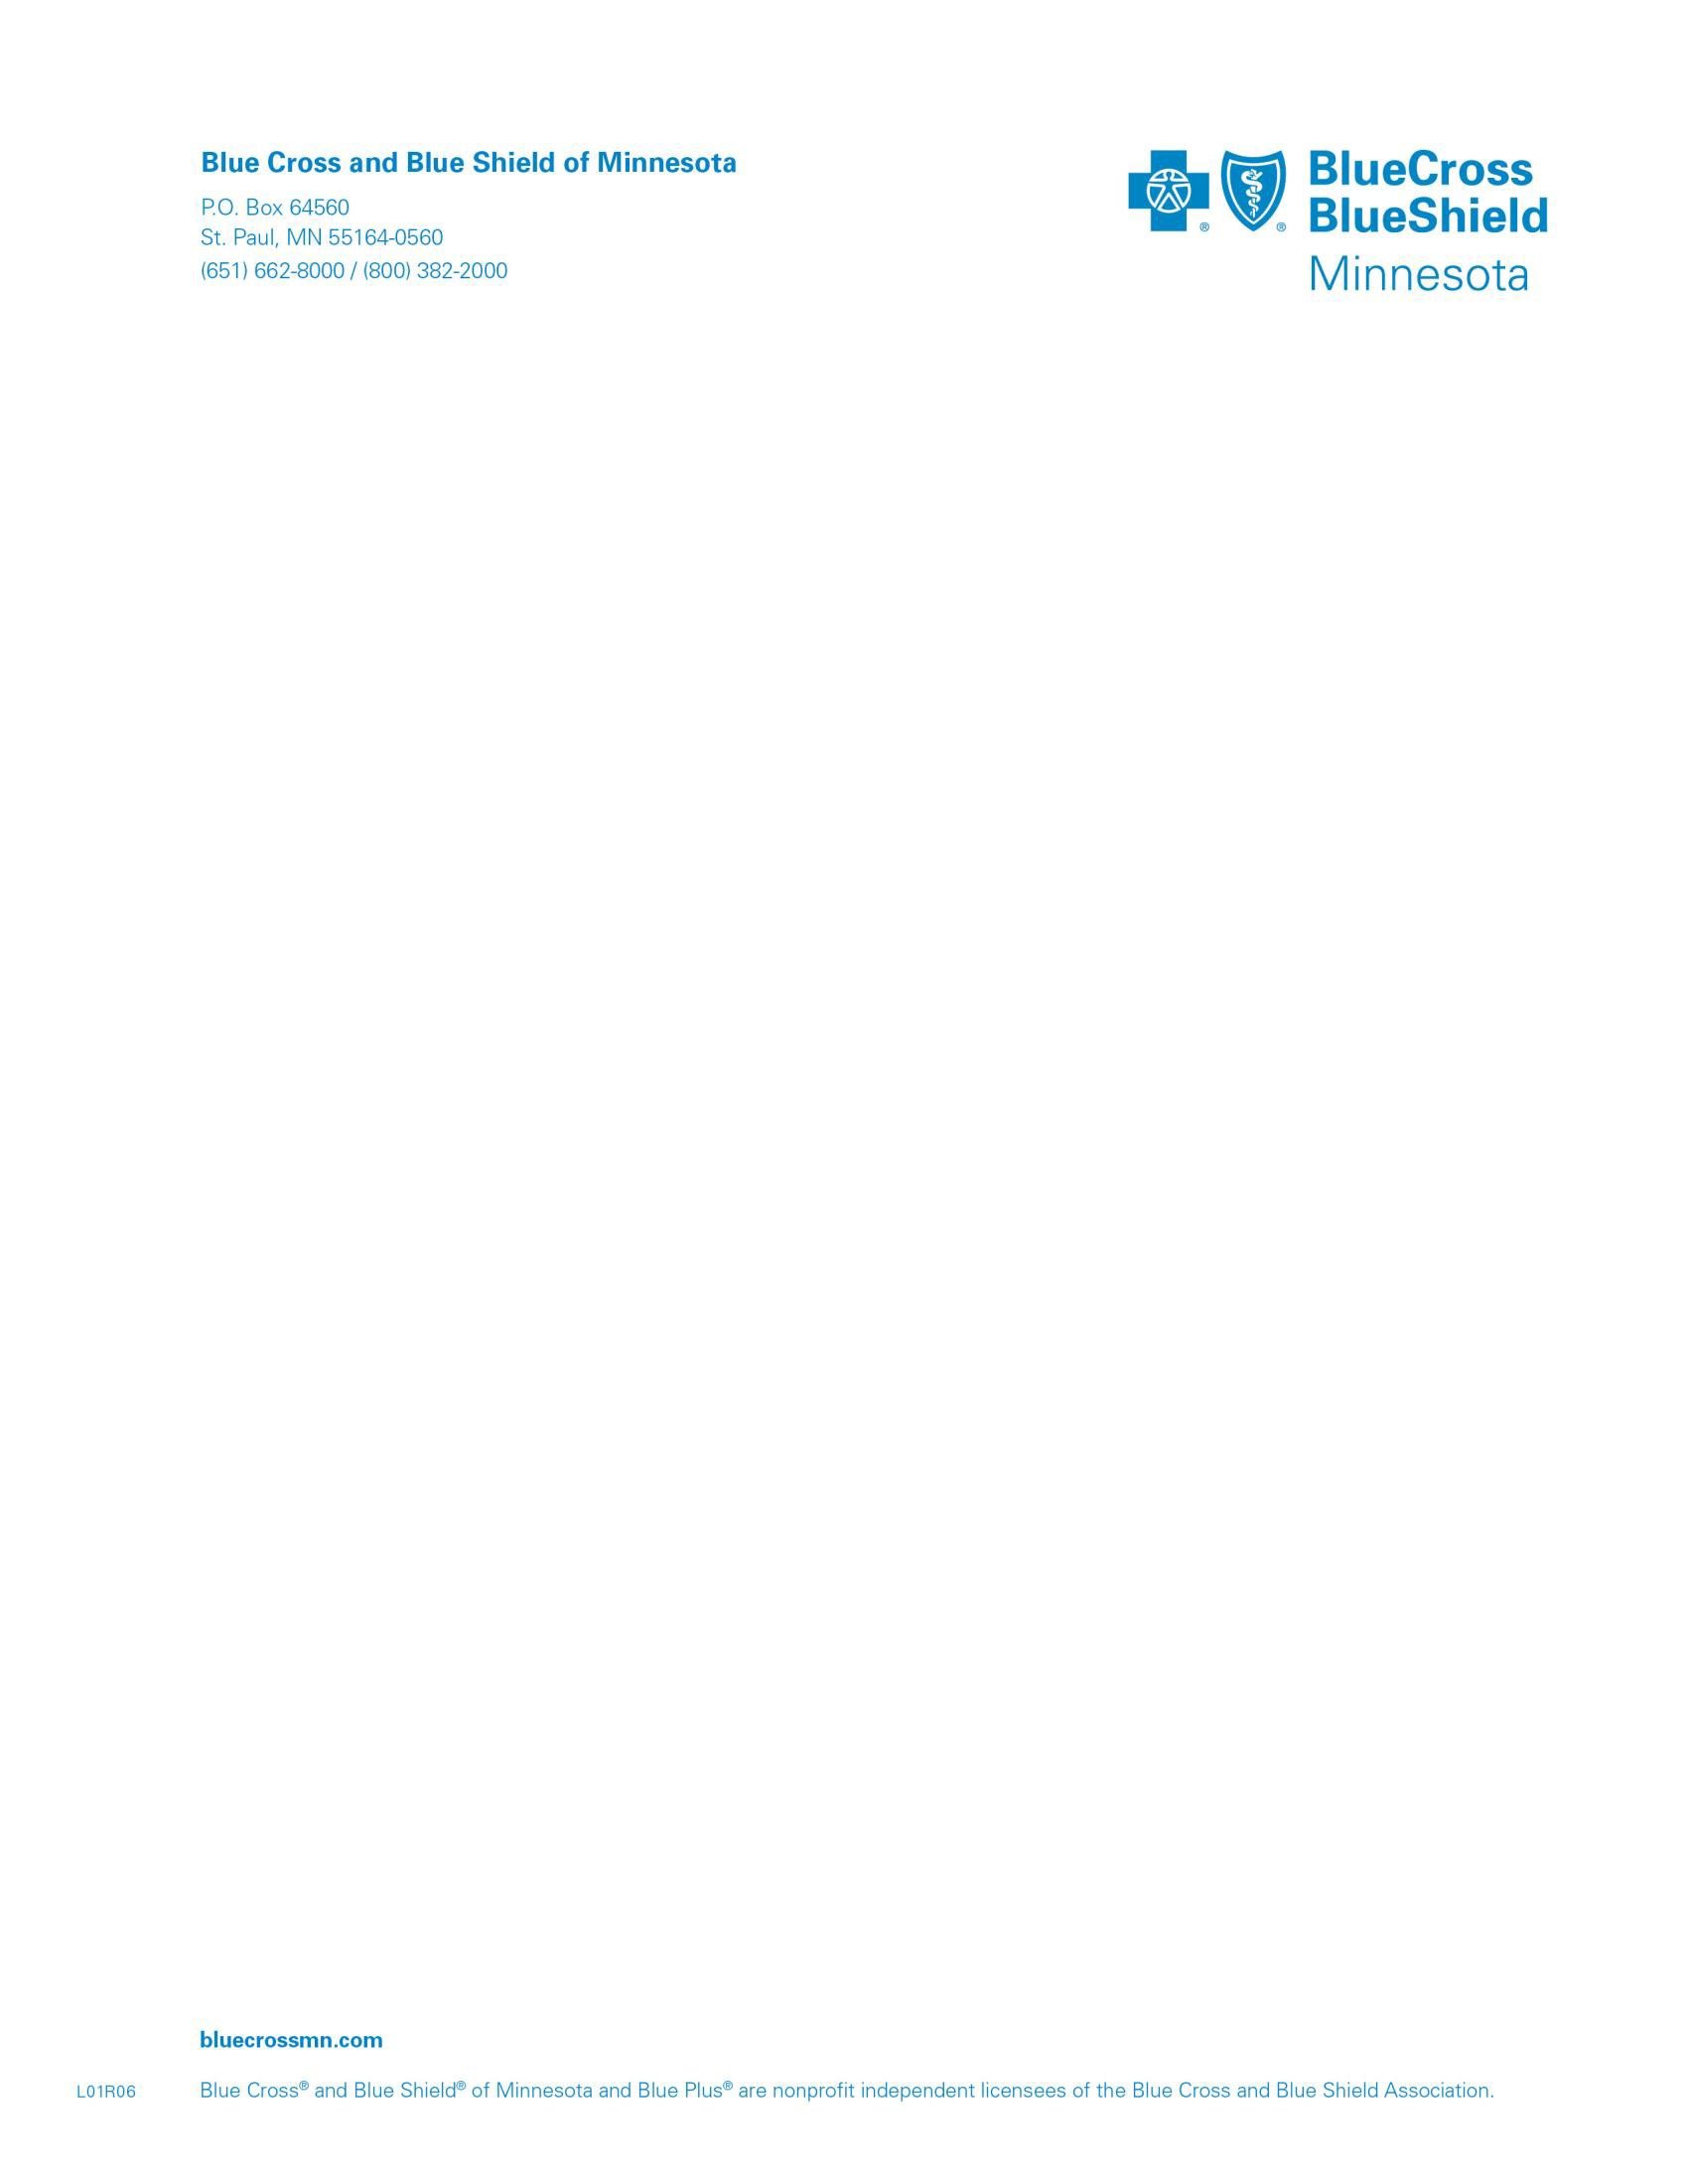 Blue Cross and Blue Shield of Minnesota
P.O. Box 64560
St. Paul, MN 55164-0560
(651) 662-8000 / (800) 382-2000
® ® BlueCross
BlueShield
Minnesota
bluecrossmn.com
L01R06 Blue Cross® and Blue Shield® of Minnesota and Blue Plus® are nonprofit independent licensees of the Blue Cross and Blue Shield Association.